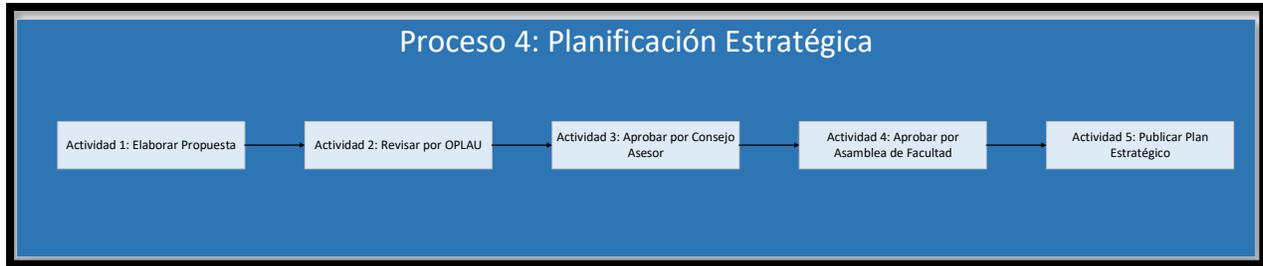 Proceso 4: Planificación Estratégica
Actividad 1: Elaborar Propuesta
Actividad 2: Revisar por OPLAU
Actividad 3: Aprobar por Consejo
Asesor
Actividad 4: Aprobar por
Asamblea de Facultad
Actividad 5: Publicar Plan
Estratégico